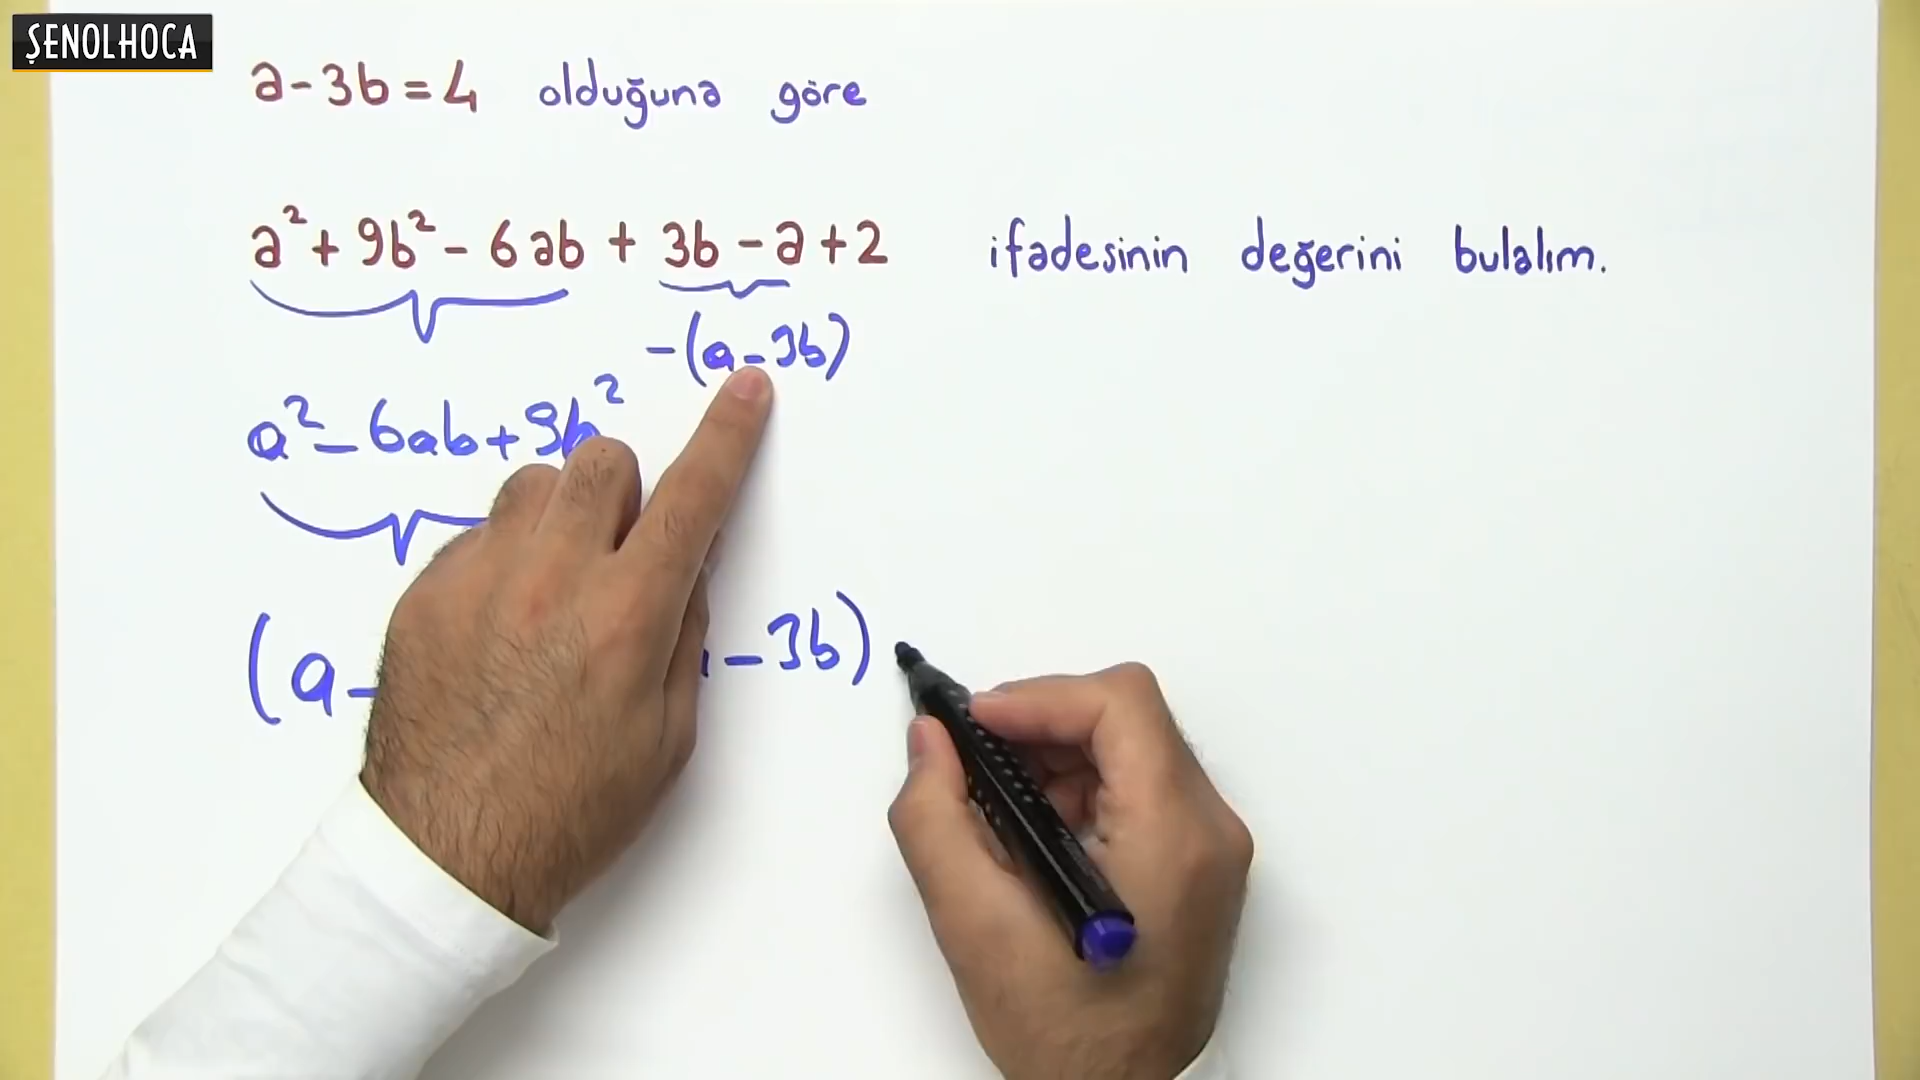 ŞENOLHOCA
a - 3b = 4 olduğuna göre
a² + 9b² - 6ab + 3b - a + 2 ifadesinin değerini bulalım.
-(a - 3b)
a² - 6ab + 9b²
(a - - 3b)